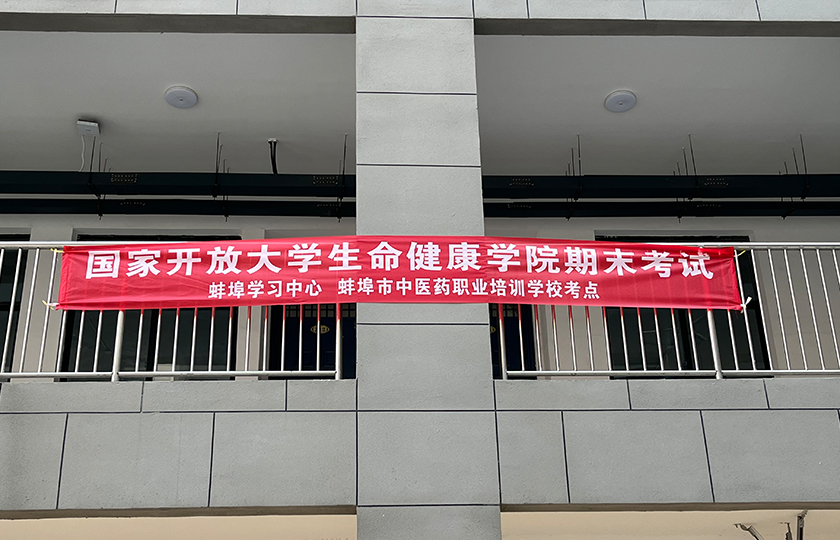 国家开放大学生命健康学院期末考试
蚌埠学习中心 蚌埠市中医药职业培训学校考点